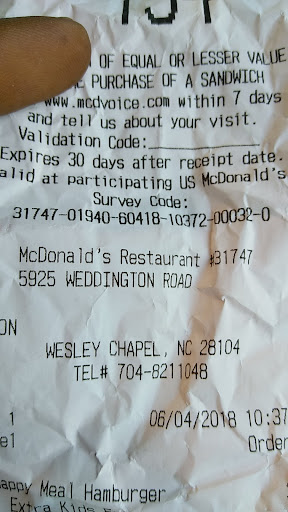 OF EQUAL OR LESSER VALUE
PURCHASE OF A SANDWICH
www.mcdvoice.com within 7 days
and tell us about your visit.
Validation Code:
Expires 30 days after receipt date.
alid at participating US McDonald's
Survey Code:
31747-01940-60418-10372-00032-0
McDonald's Restaurant #31747
5925 WEDDINGTON ROAD
ON
WESLEY CHAPEL, NC 28104
TEL# 704-8211048
1 06/04/2018 10:37
e1 Order
appy Meal Hamburger
Extra Kids